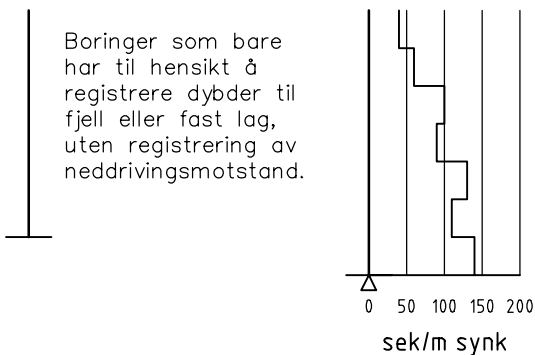 Boringer som bare
har til hensikt å
registrere dybder til
fjell eller fast lag,
uten registrering av
neddrivingsmotstand.
0 50 100 150 200
sek/m synk